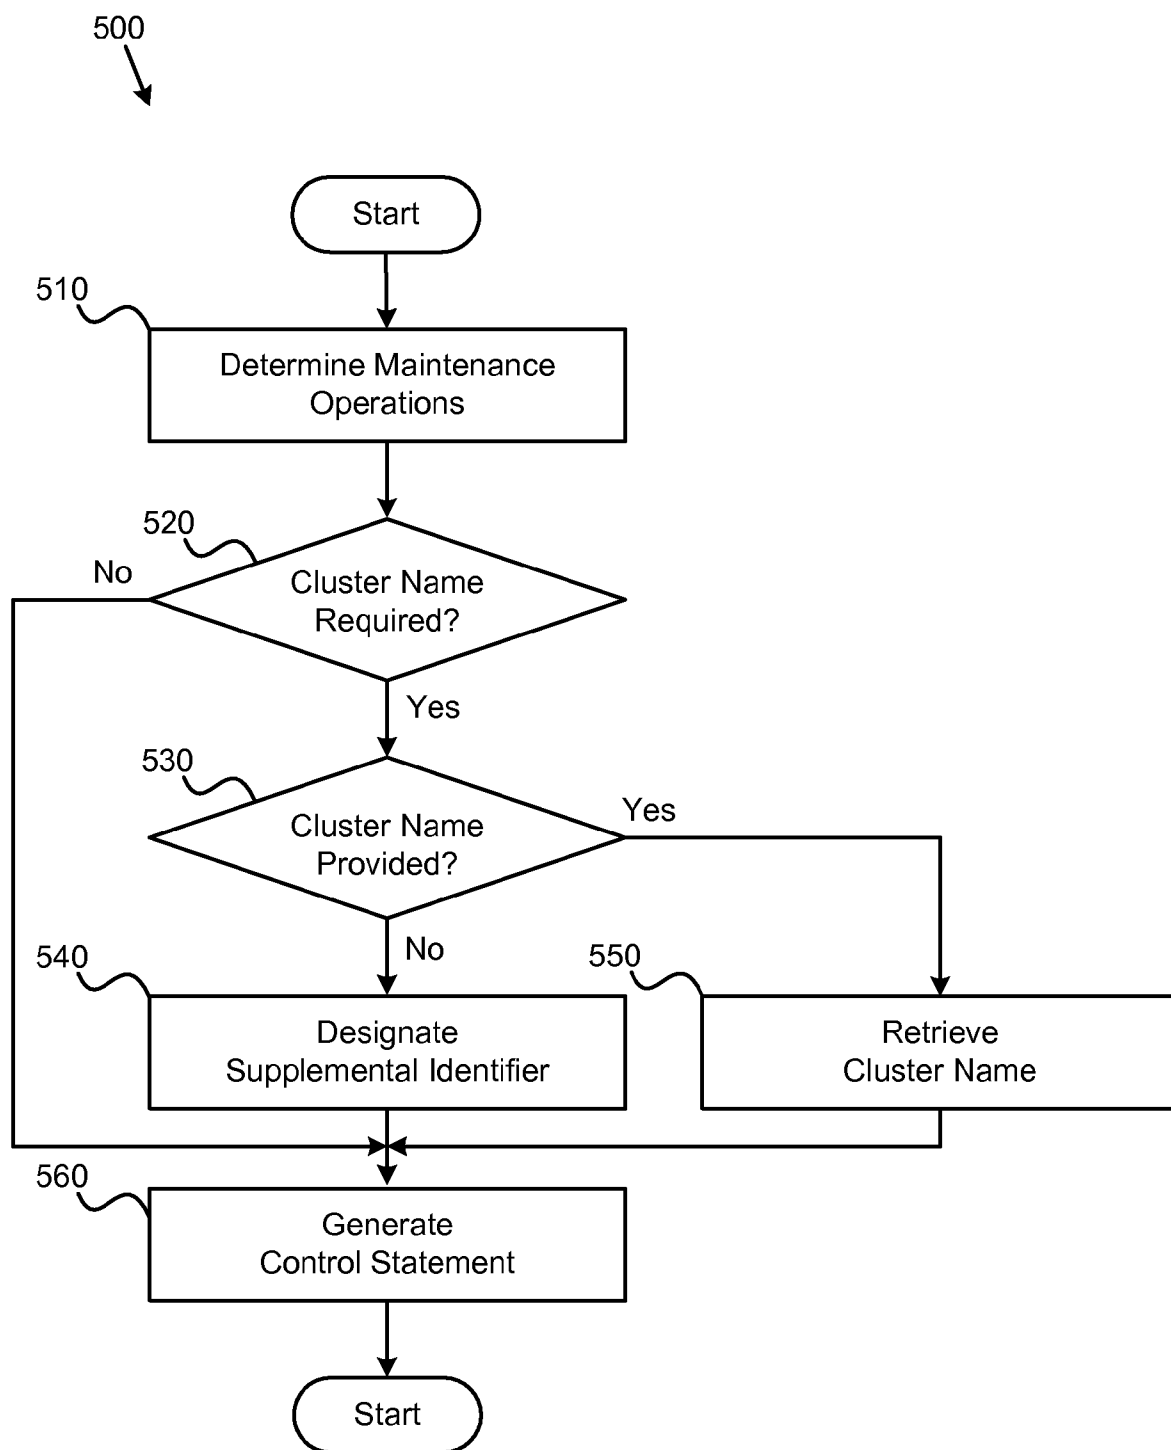 500
Start
510
Determine Maintenance
Operations
520
No
Cluster Name
Required?
Yes
530
Cluster Name
Provided?
Yes
No
540
Designate
Supplemental Identifier
550
Retrieve
Cluster Name
560
Generate
Control Statement
Start